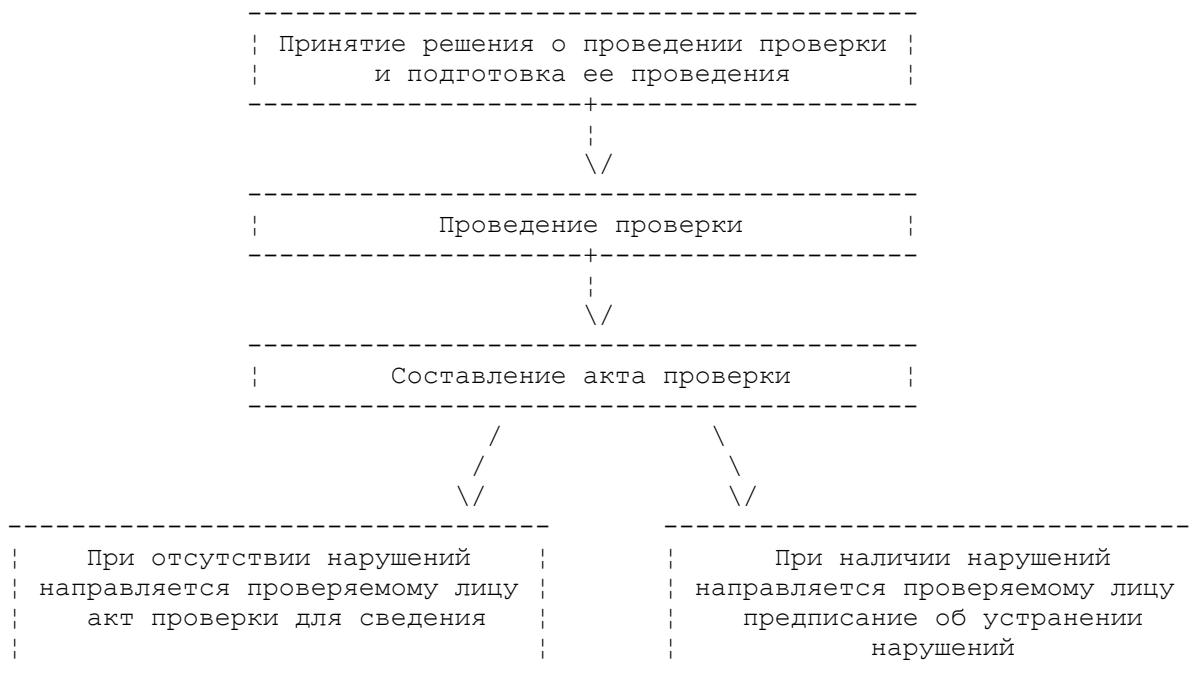 Принятие решения о проведении проверки
и подготовка ее проведения
Проведение проверки
Составление акта проверки
При отсутствии нарушений
направляется проверяемому лицу
акт проверки для сведения
При наличии нарушений
направляется проверяемому лицу
предписание об устранении
нарушений